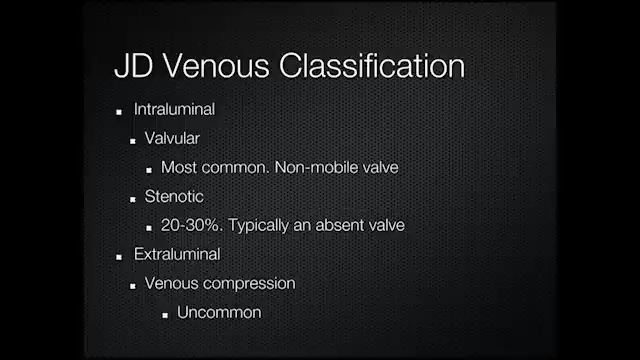 JD Venous Classification
Intraluminal
Valvular
Most common. Non-mobile valve
Stenotic
20-30%. Typically an absent valve
Extraluminal
Venous compression
Uncommon